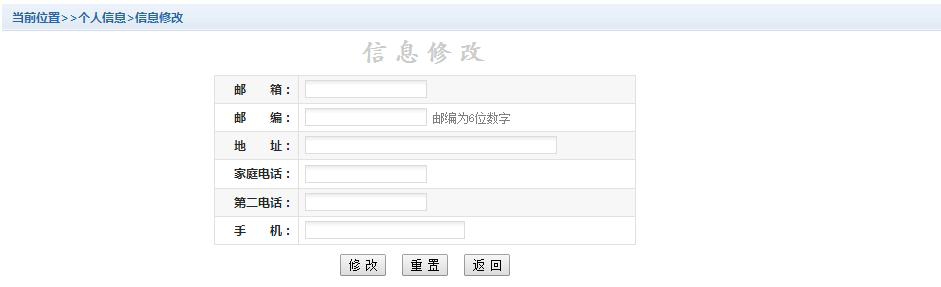 当前位置>>个人信息>信息修改
信息修改
邮　　箱：
邮　　编： 邮编为6位数字
地　　址：
家庭电话：
第二电话：
手　　机：
修 改 重 置 返 回